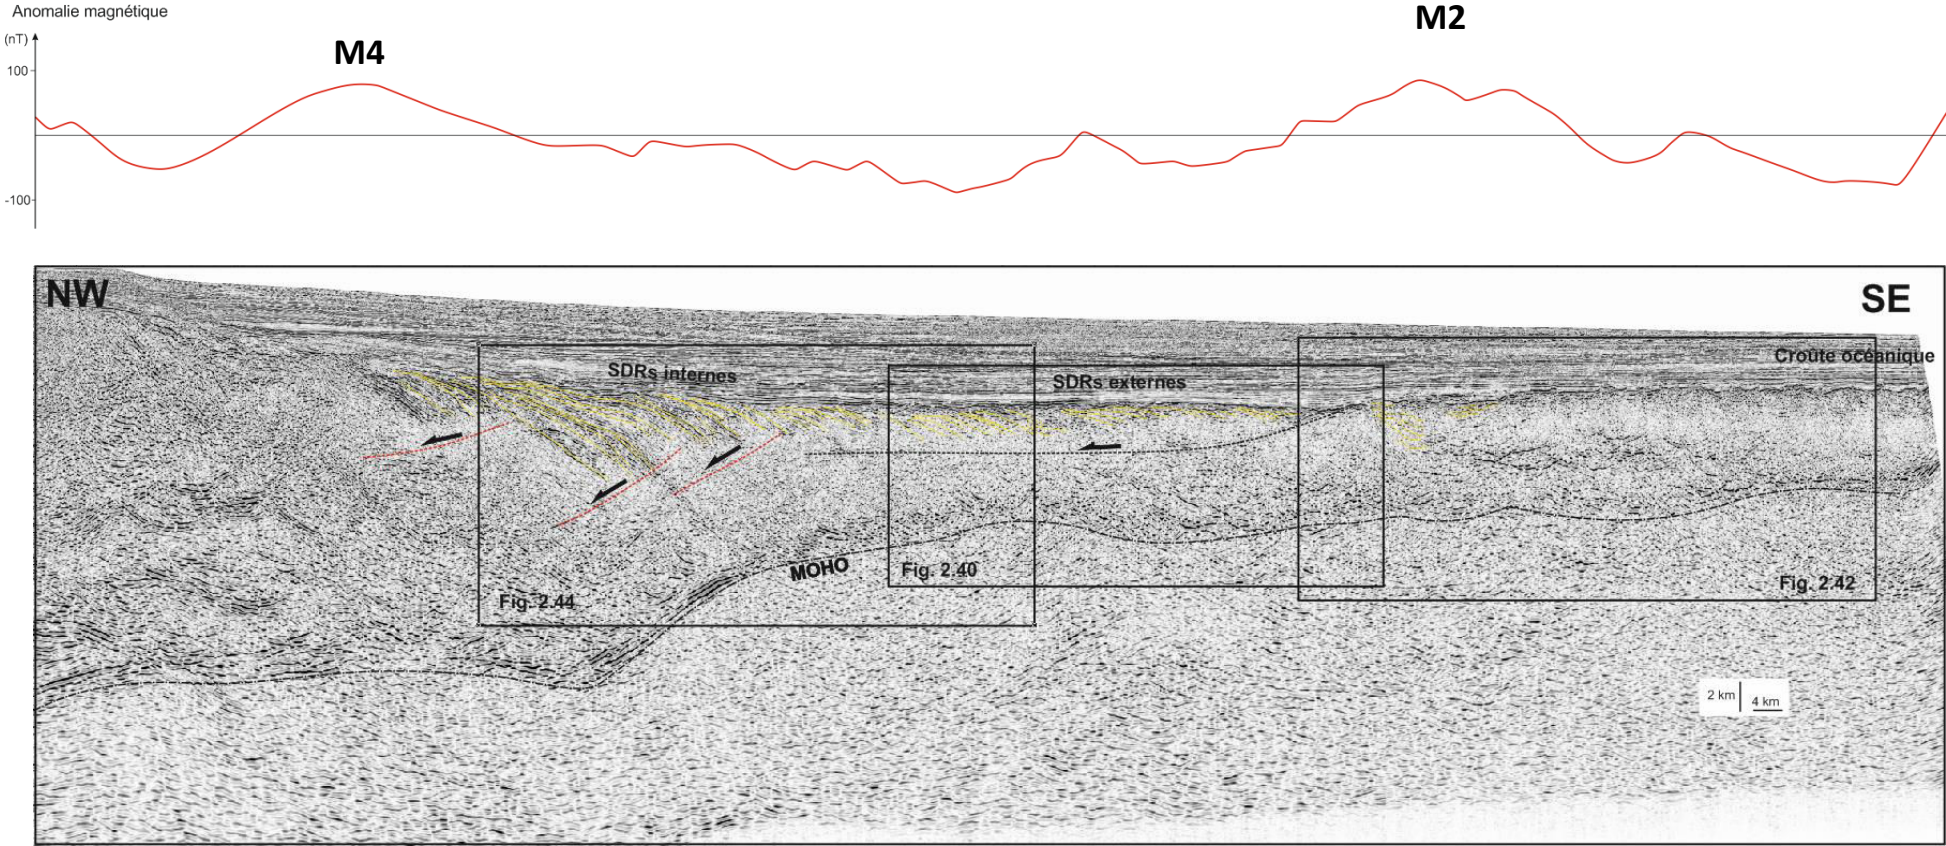 Anomalie magnétique
(nT)
100
-100
M4
M2
NW
SE
SDRs internes
SDRs externes
Croûte océanique
MOHO
Fig. 2.44
Fig. 2.40
Fig. 2.42
2 km
4 km